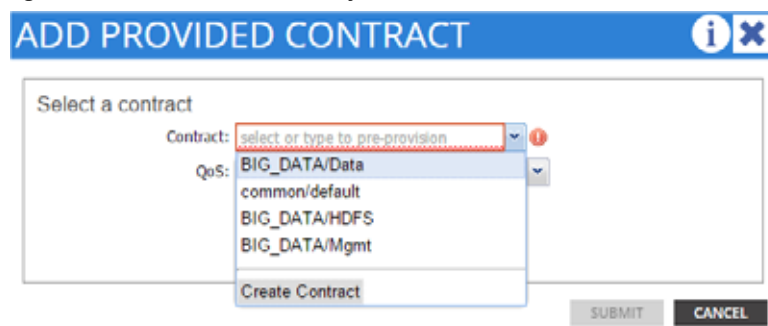 ADD PROVIDED CONTRACT
Select a contract
Contract: select or type to pre-provision
QoS:
BIG_DATA/Data
common/default
BIG_DATA/HDFS
BIG_DATA/Mgmt
Create Contract
SUBMIT CANCEL